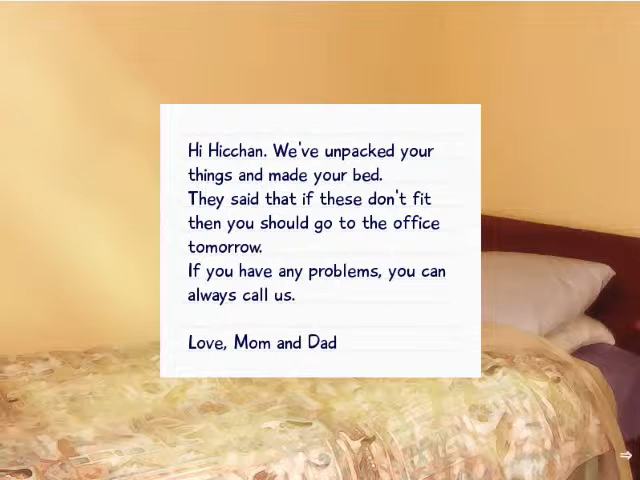 Hi Hicchan. We've unpacked your
things and made your bed.
They said that if these don't fit
then you should go to the office
tomorrow.
If you have any problems, you can
always call us.
Love, Mom and Dad